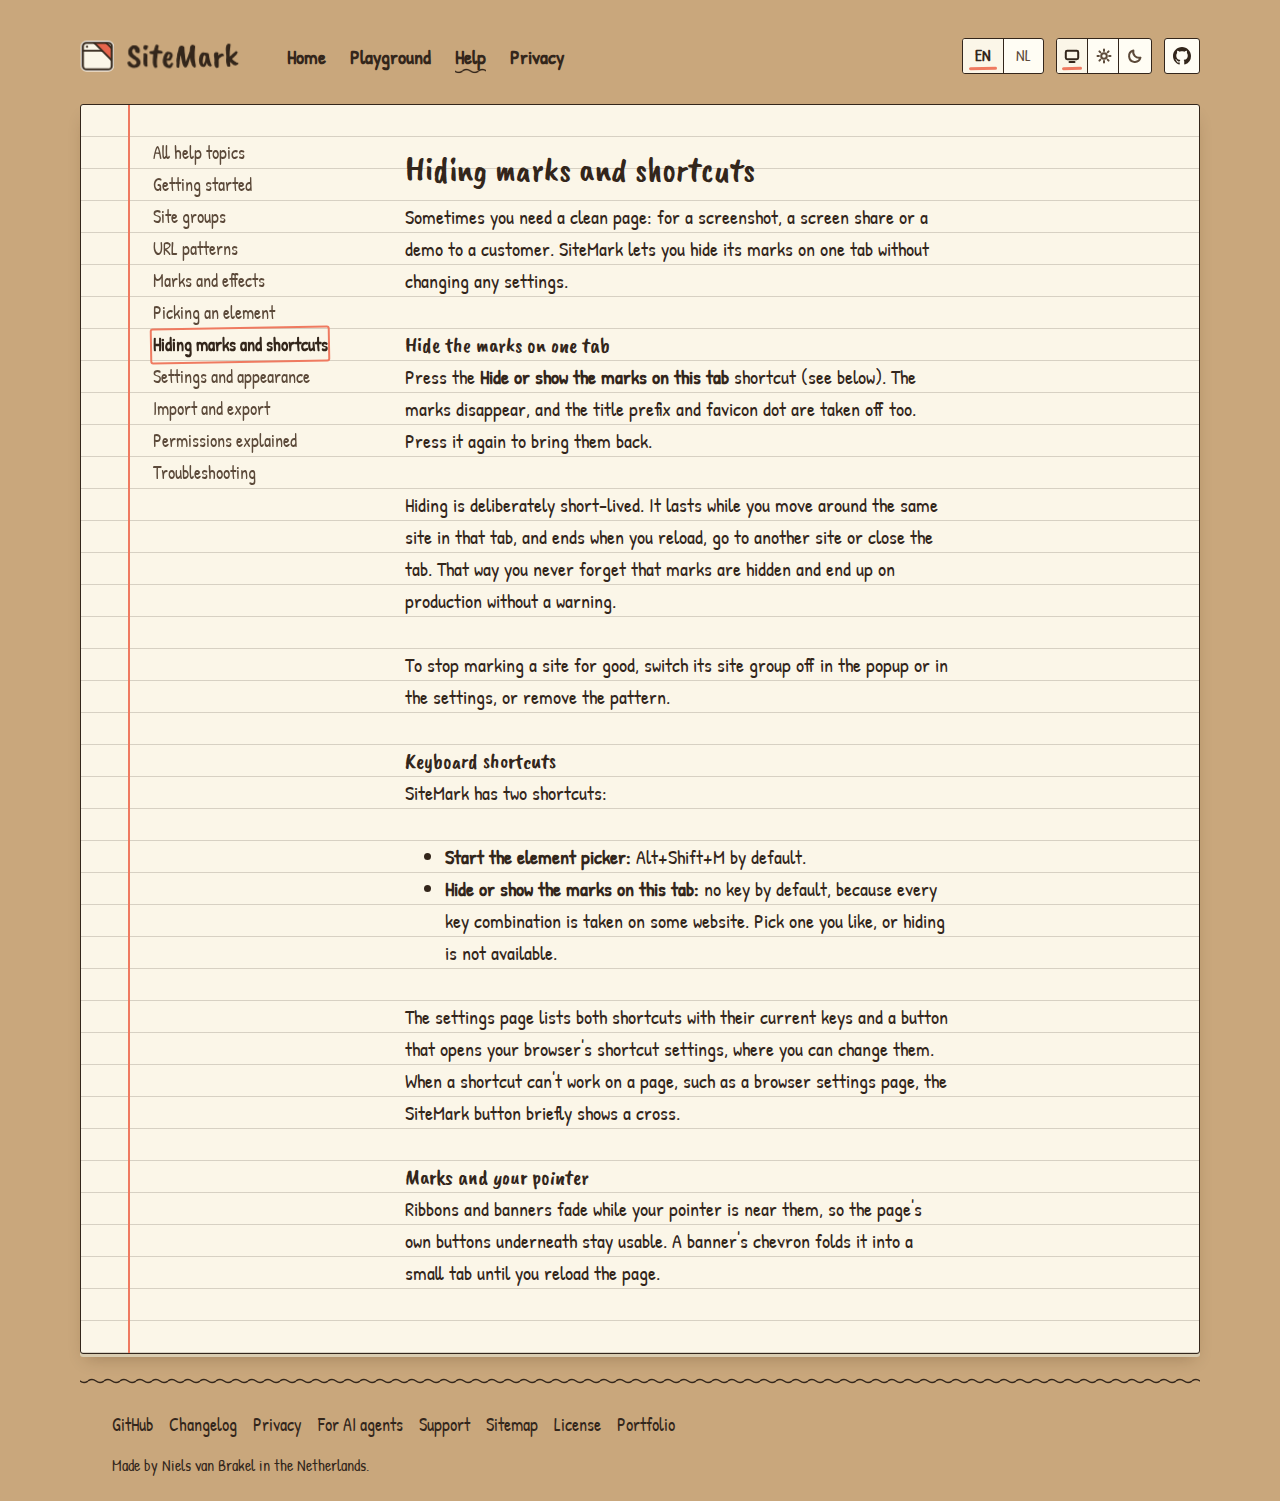 SiteMark
Home Playground Help Privacy
EN NL
All help topics
Getting started
Site groups
URL patterns
Marks and effects
Picking an element
Hiding marks and shortcuts
Settings and appearance
Import and export
Permissions explained
Troubleshooting
Hiding marks and shortcuts
Sometimes you need a clean page: for a screenshot, a screen share or a
demo to a customer. SiteMark lets you hide its marks on one tab without
changing any settings.
Hide the marks on one tab
Press the Hide or show the marks on this tab shortcut (see below). The
marks disappear, and the title prefix and favicon dot are taken off too.
Press it again to bring them back.
Hiding is deliberately short-lived. It lasts while you move around the same
site in that tab, and ends when you reload, go to another site or close the
tab. That way you never forget that marks are hidden and end up on
production without a warning.
To stop marking a site for good, switch its site group off in the popup or in
the settings, or remove the pattern.
Keyboard shortcuts
SiteMark has two shortcuts:
• Start the element picker: Alt+Shift+M by default.
• Hide or show the marks on this tab: no key by default, because every
key combination is taken on some website. Pick one you like, or hiding
is not available.
The settings page lists both shortcuts with their current keys and a button
that opens your browser's shortcut settings, where you can change them.
When a shortcut can't work on a page, such as a browser settings page, the
SiteMark button briefly shows a cross.
Marks and your pointer
Ribbons and banners fade while your pointer is near them, so the page's
own buttons underneath stay usable. A banner's chevron folds it into a
small tab until you reload the page.
GitHub Changelog Privacy For AI agents Support Sitemap License Portfolio
Made by Niels van Brakel in the Netherlands.